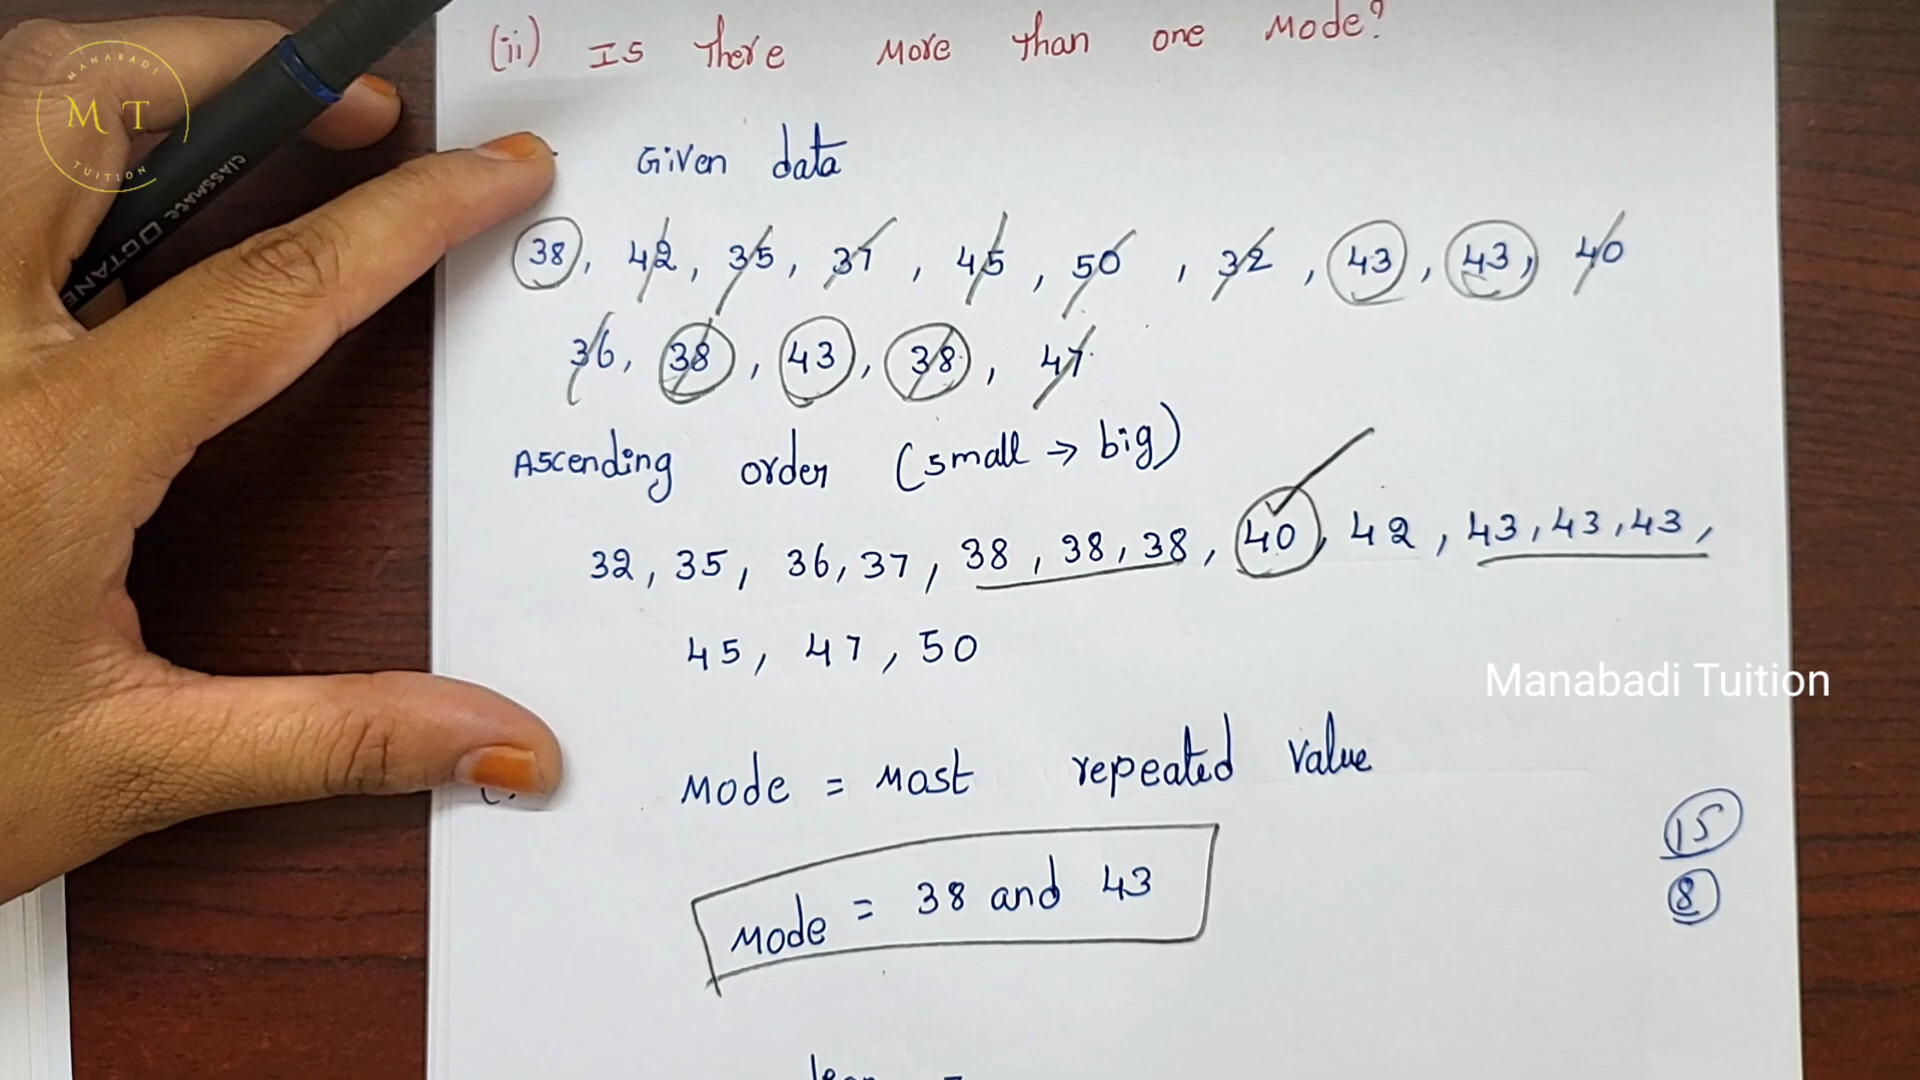 (ii) Is there more than one mode?
MANABADI
MT
TUITION
classmate OCTANE
Given data
38, 42, 35, 37, 45, 50, 32, 43, 43, 40
36, 38, 43, 38, 47
Ascending order (small → big)
32, 35, 36, 37, 38, 38, 38, 40, 42, 43, 43, 43,
45, 47, 50
Manabadi Tuition
Mode = Most repeated value
15
8
Mode = 38 and 43